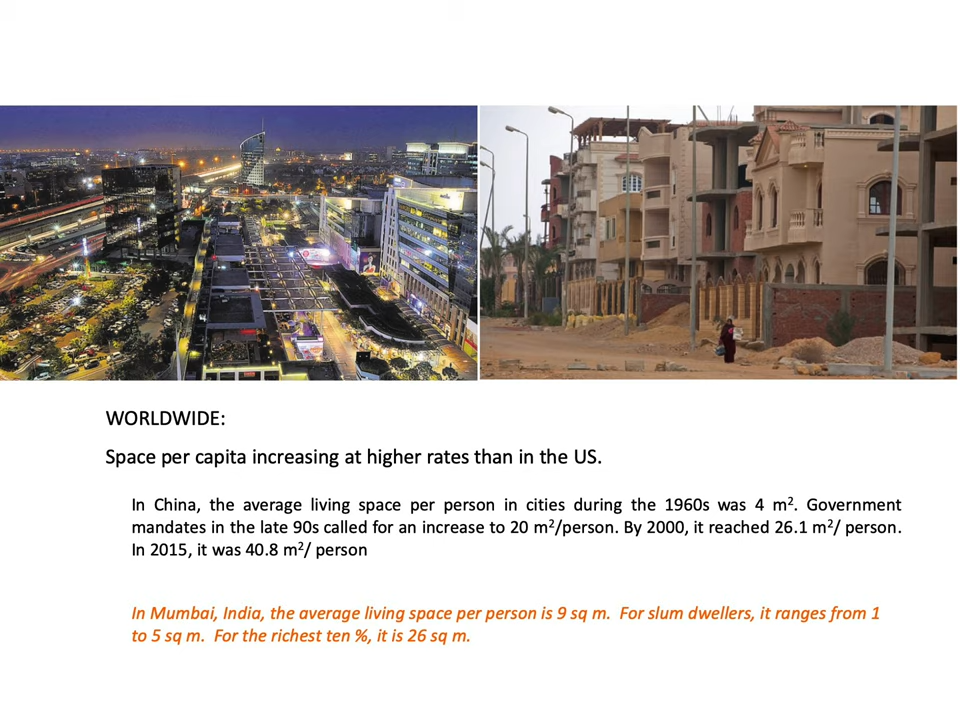 WORLDWIDE:
Space per capita increasing at higher rates than in the US.
In China, the average living space per person in cities during the 1960s was 4 m². Government
mandates in the late 90s called for an increase to 20 m²/person. By 2000, it reached 26.1 m²/ person.
In 2015, it was 40.8 m²/ person
In Mumbai, India, the average living space per person is 9 sq m.  For slum dwellers, it ranges from 1
to 5 sq m.  For the richest ten %, it is 26 sq m.